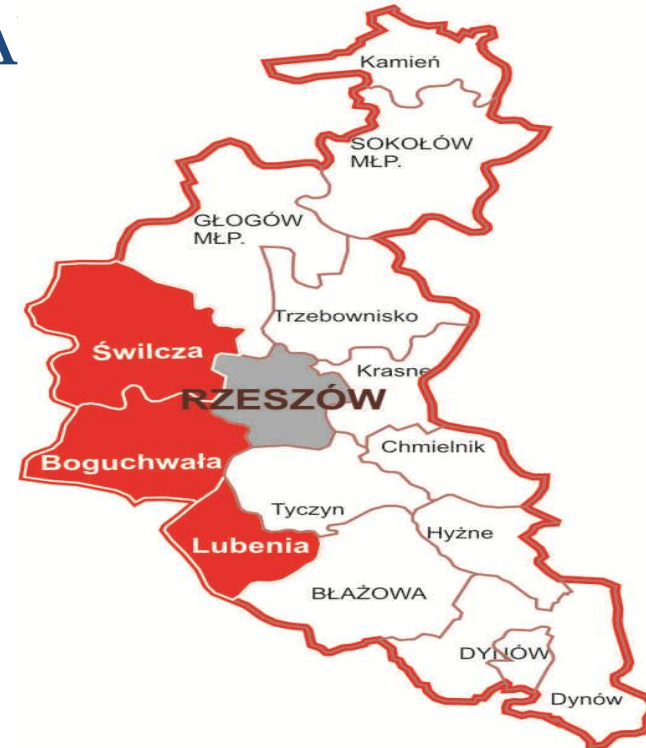 A
Kamień
SOKOŁÓW
MŁP.
GŁOGÓW
MŁP.
Trzebownisko
Świlcza
Krasne
RZESZÓW
Chmielnik
Boguchwała
Tyczyn
Hyżne
Lubenia
BŁAŻOWA
DYNÓW
Dynów